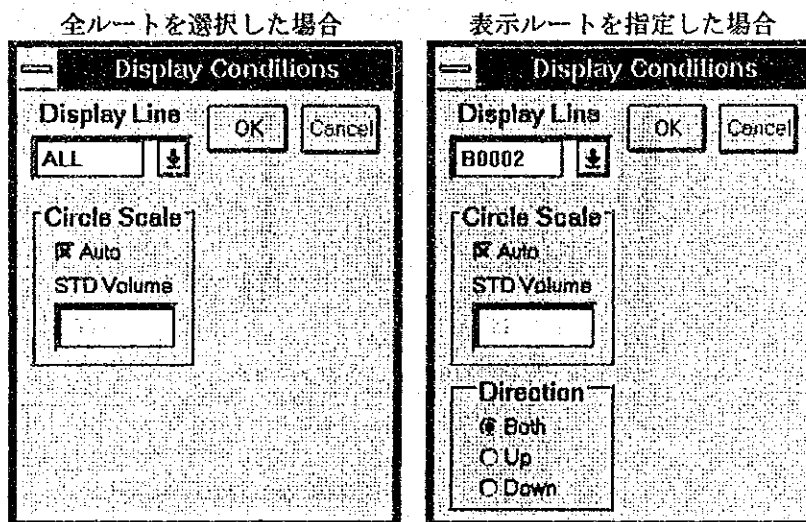 全ルートを選択した場合
Display Conditions
Display Line
OK
Cancel
ALL
Circle Scale
Auto
STD Volume
表示ルートを指定した場合
Display Conditions
Display Line
OK
Cancel
B0002
Circle Scale
Auto
STD Volume
Direction
Both
Up
Down